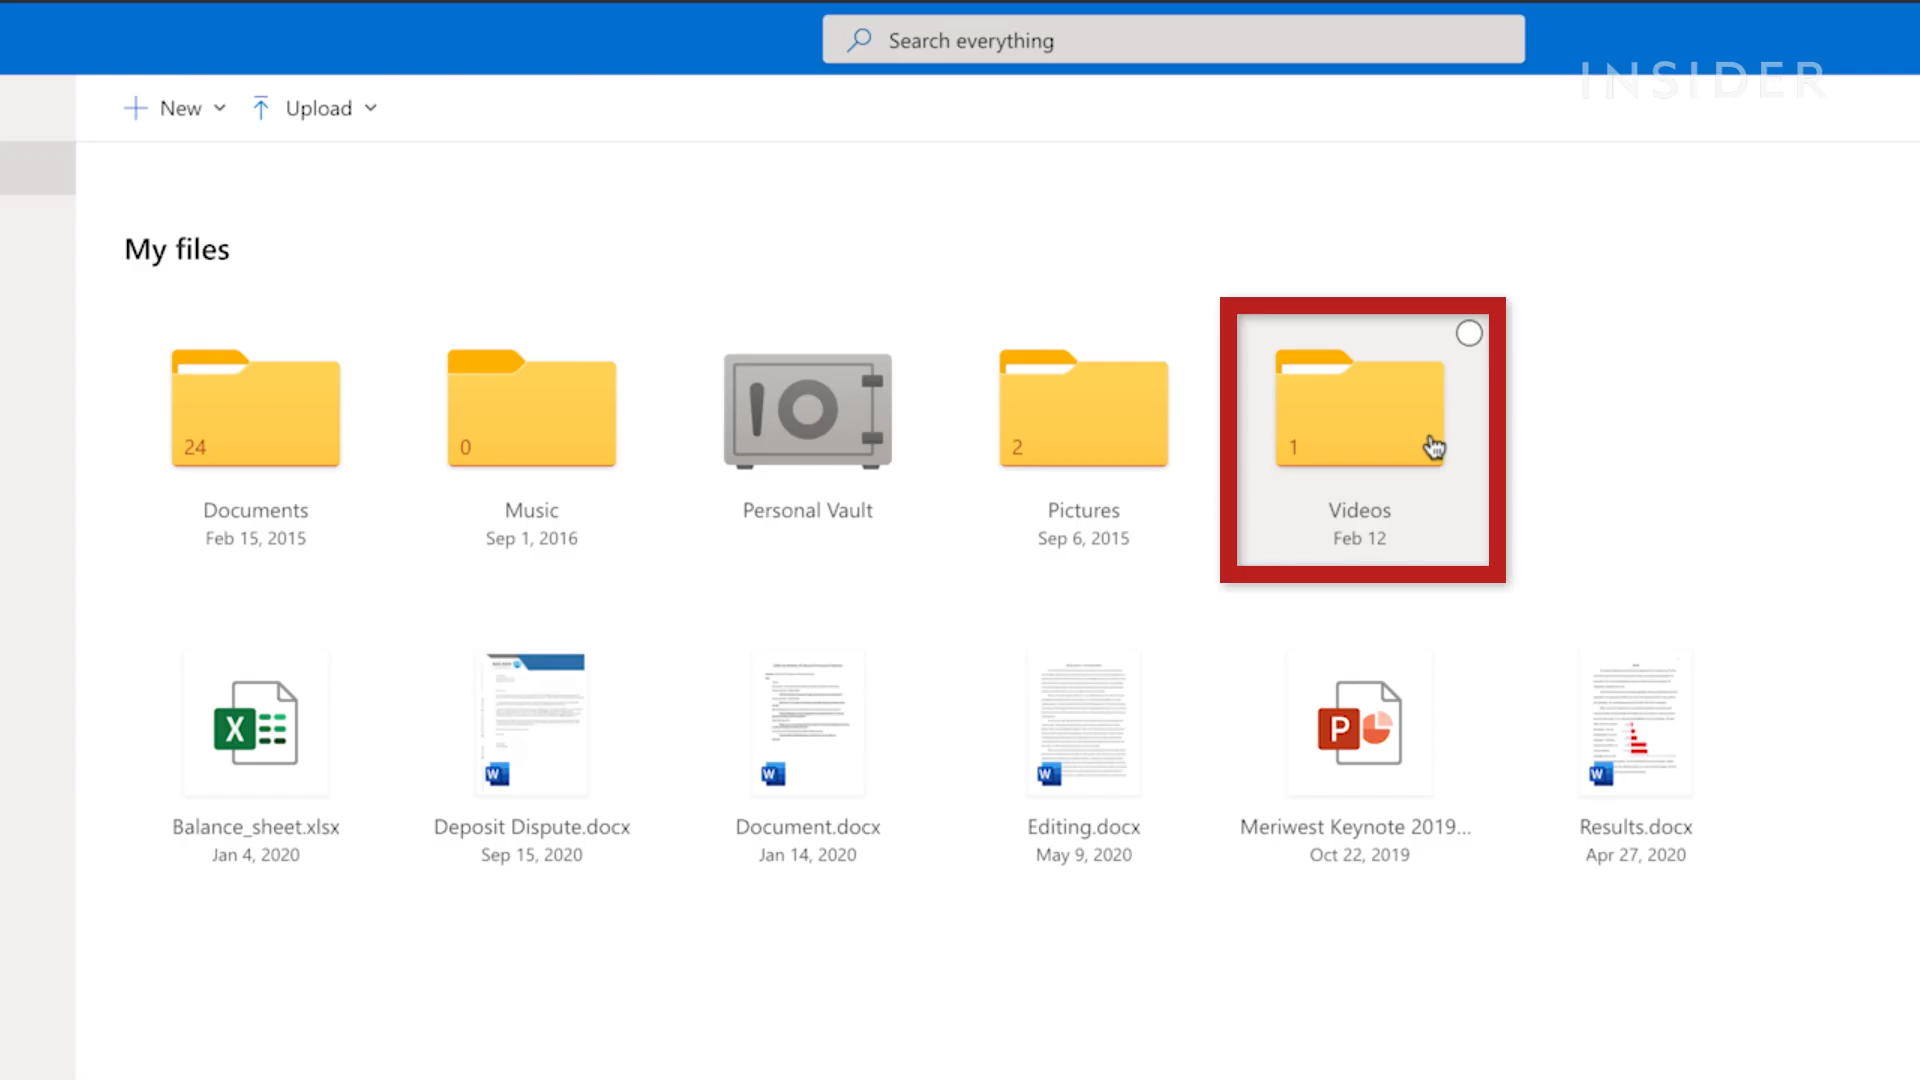 Search everything
INSIDER
New
Upload
My files
24
0
2
1
Documents
Music
Personal Vault
Pictures
Videos
Feb 15, 2015
Sep 1, 2016
Sep 6, 2015
Feb 12
X
W
W
W
P
W
Balance_sheet.xlsx
Deposit Dispute.docx
Document.docx
Editing.docx
Meriwest Keynote 2019...
Results.docx
Jan 4, 2020
Sep 15, 2020
Jan 14, 2020
May 9, 2020
Oct 22, 2019
Apr 27, 2020